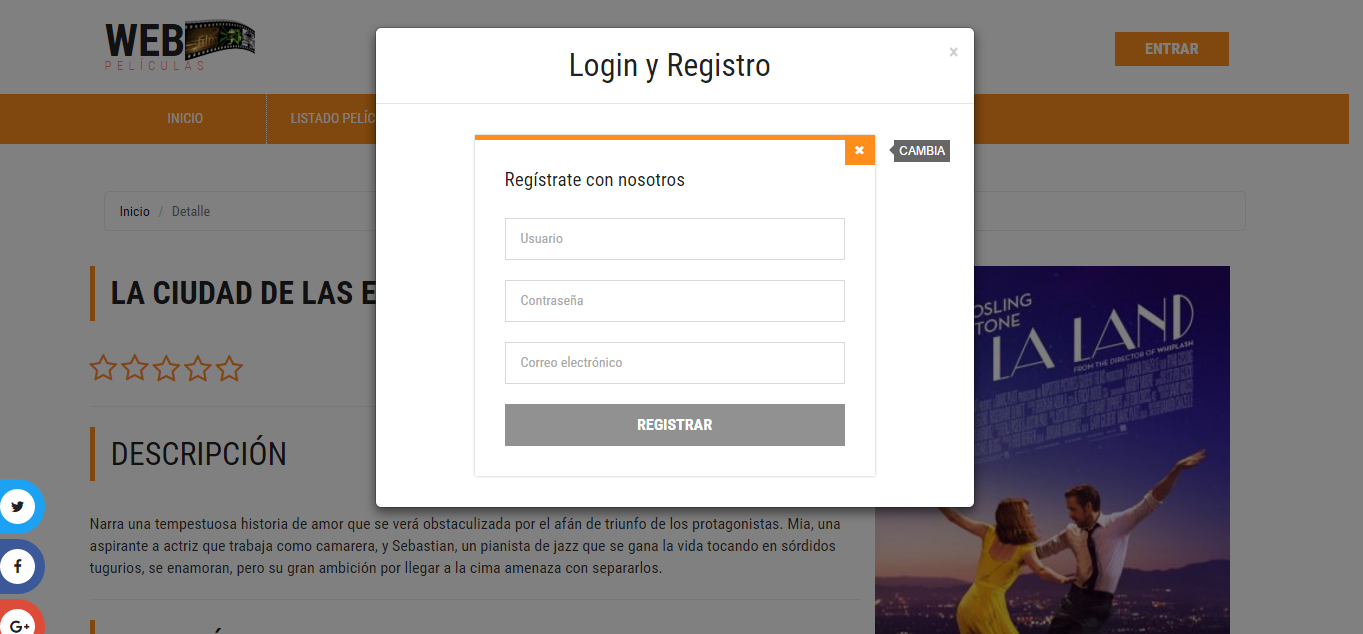 WEB
PELÍCULAS
ENTRAR
INICIO
LISTADO PELÍC
Login y Registro
×
CAMBIA
Regístrate con nosotros
Usuario
Contraseña
Correo electrónico
REGISTRAR
Inicio / Detalle
LA CIUDAD DE LAS E
DESCRIPCIÓN
Narra una tempestuosa historia de amor que se verá obstaculizada por el afán de triunfo de los protagonistas. Mia, una
aspirante a actriz que trabaja como camarera, y Sebastian, un pianista de jazz que se gana la vida tocando en sórdidos
tugurios, se enamoran, pero su gran ambición por llegar a la cima amenaza con separarlos.
OSLING
TONE
LA LAND
FROM THE DIRECTOR OF WHIPLASH
G+